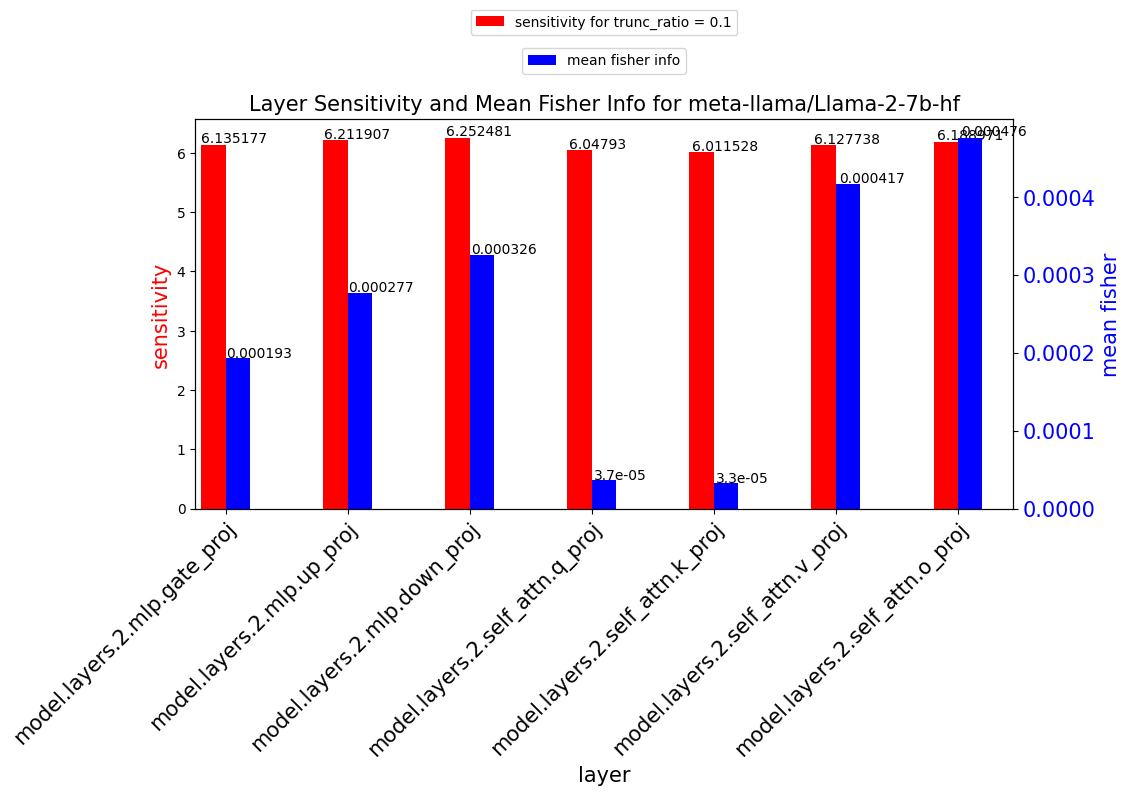 sensitivity for trunc_ratio = 0.1
mean fisher info
Layer Sensitivity and Mean Fisher Info for meta-llama/Llama-2-7b-hf
6.135177
6.211907
6.252481
6.04793
6.011528
6.127738
6.188971
0.000193
0.000277
0.000326
3.7e-05
3.3e-05
0.000417
0.000476
6
5
4
3
2
1
0
sensitivity
0.0004
0.0003
0.0002
0.0001
0.0000
mean fisher
model.layers.2.mlp.gate_proj
model.layers.2.mlp.up_proj
model.layers.2.mlp.down_proj
model.layers.2.self_attn.q_proj
model.layers.2.self_attn.k_proj
model.layers.2.self_attn.v_proj
model.layers.2.self_attn.o_proj
layer